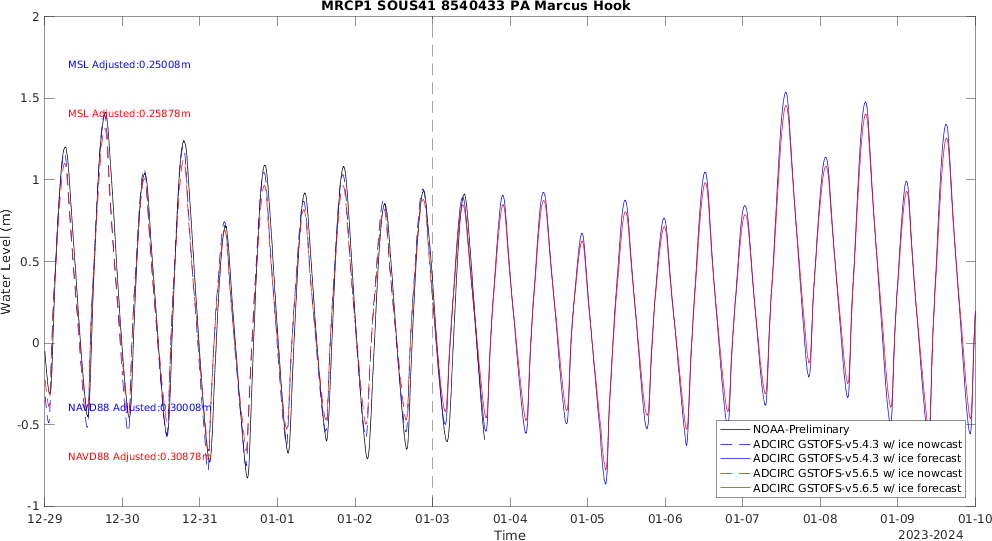 MRCP1 SOUS41 8540433 PA Marcus Hook
2
MSL Adjusted:0.25008m
1.5
MSL Adjusted:0.25878m
1
Water Level (m)
0.5
0
NAVD88 Adjusted:0.30008m
-0.5
NAVD88 Adjusted:0.30878m
NOAA-Preliminary
ADCIRC GSTOFS-v5.4.3 w/ ice nowcast
ADCIRC GSTOFS-v5.4.3 w/ ice forecast
ADCIRC GSTOFS-v5.6.5 w/ ice nowcast
ADCIRC GSTOFS-v5.6.5 w/ ice forecast
-1
12-29 12-30 12-31 01-01 01-02 01-03 01-04 01-05 01-06 01-07 01-08 01-09 01-10
Time
2023-2024